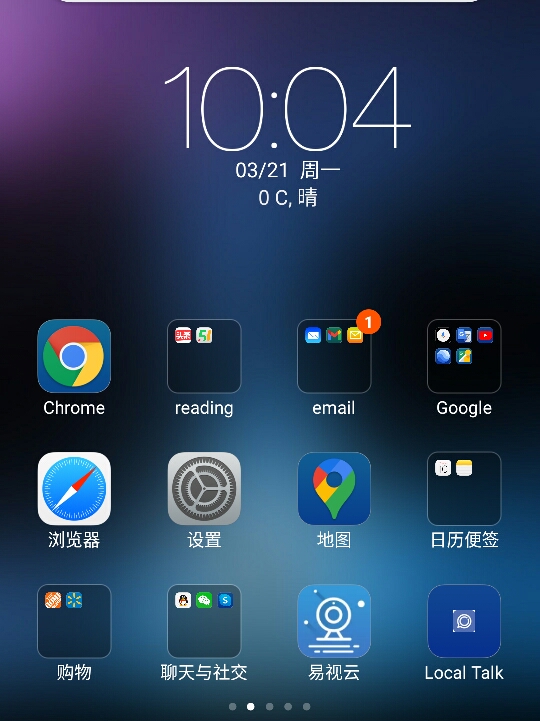 10:04
03/21 周一
0 C, 晴
1
Chrome
reading
email
Google
浏览器
设置
地图
日历便签
购物
聊天与社交
易视云
Local Talk